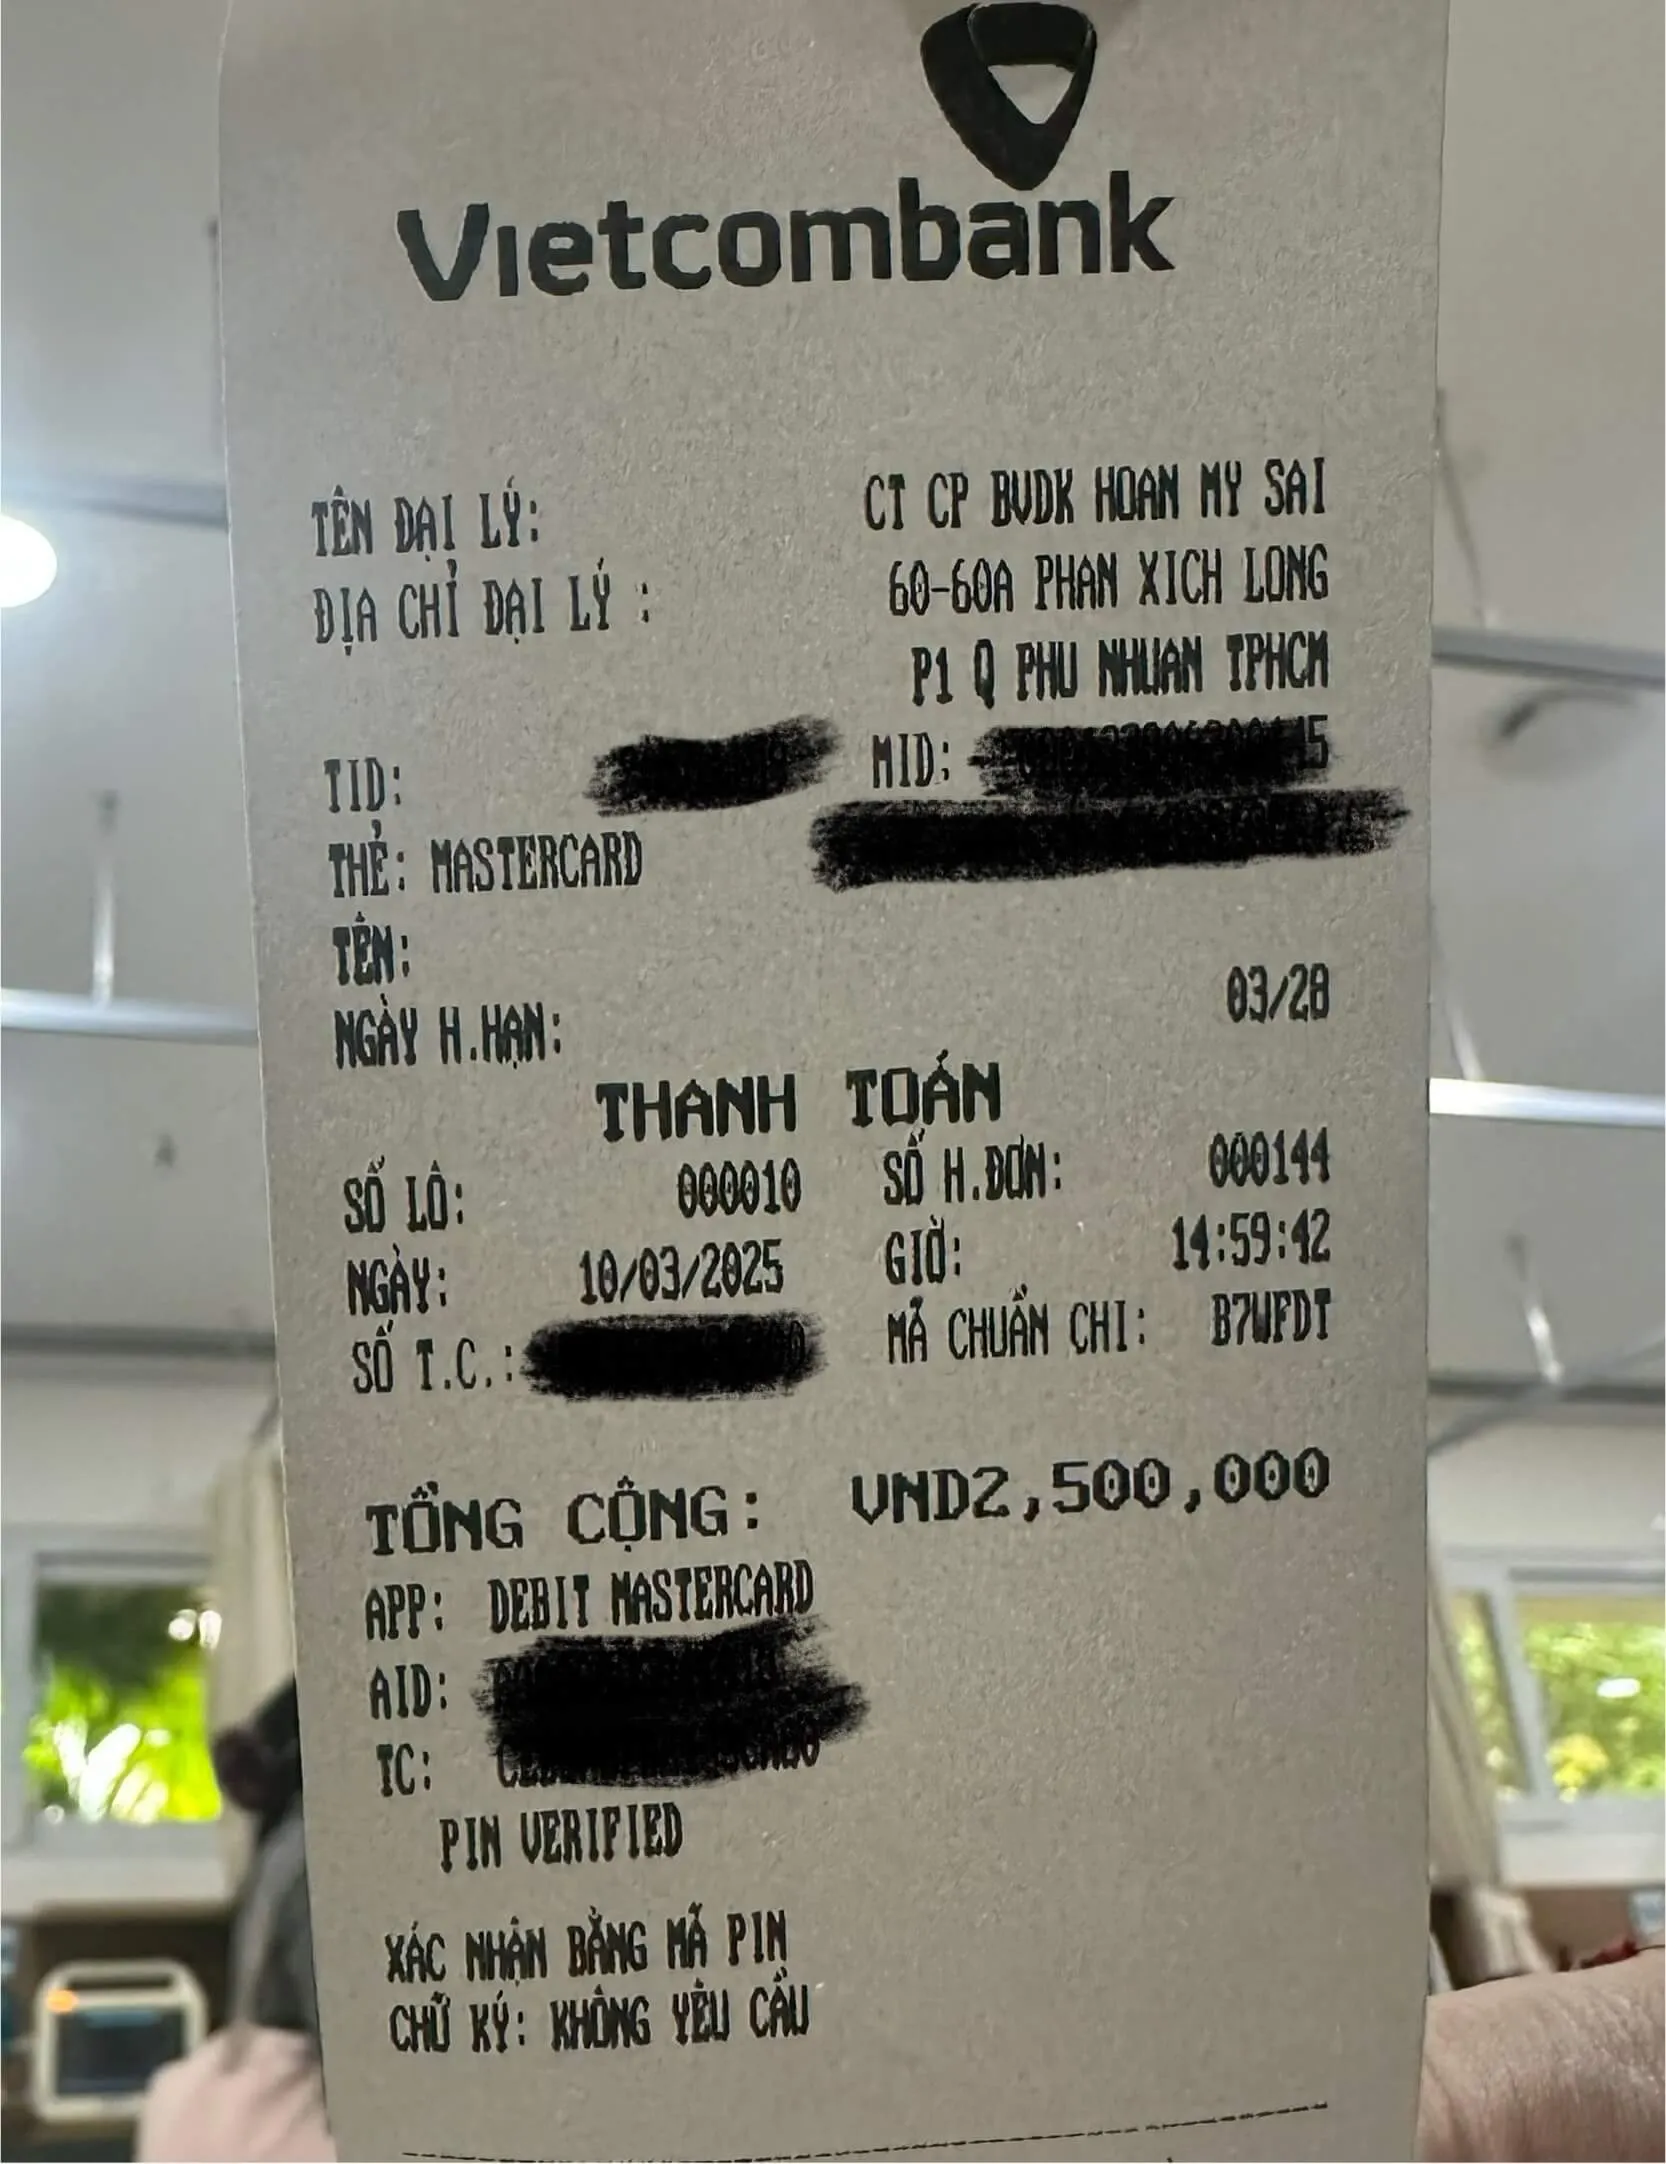 Vietcombank
TÊN ĐẠI LÝ: CT CP BVDK HOAN MY SAI
ĐỊA CHỈ ĐẠI LÝ : 60-60A PHAN XICH LONG
P1 Q PHU NHUAN TPHCM
TID: MID:
THẺ: MASTERCARD
TÊN:
NGÀY H.HẠN: 03/28
THANH TOÁN
SỐ LÔ: 000010 SỐ H.ĐƠN: 000144
NGÀY: 10/03/2025 GIỜ: 14:59:42
SỐ T.C.: MÃ CHUẨN CHI: B7WFDT
TỔNG CỘNG: VND2,500,000
APP: DEBIT MASTERCARD
AID:
TC:
PIN VERIFIED
XÁC NHẬN BẰNG MÃ PIN
CHỮ KÝ: KHÔNG YÊU CẦU